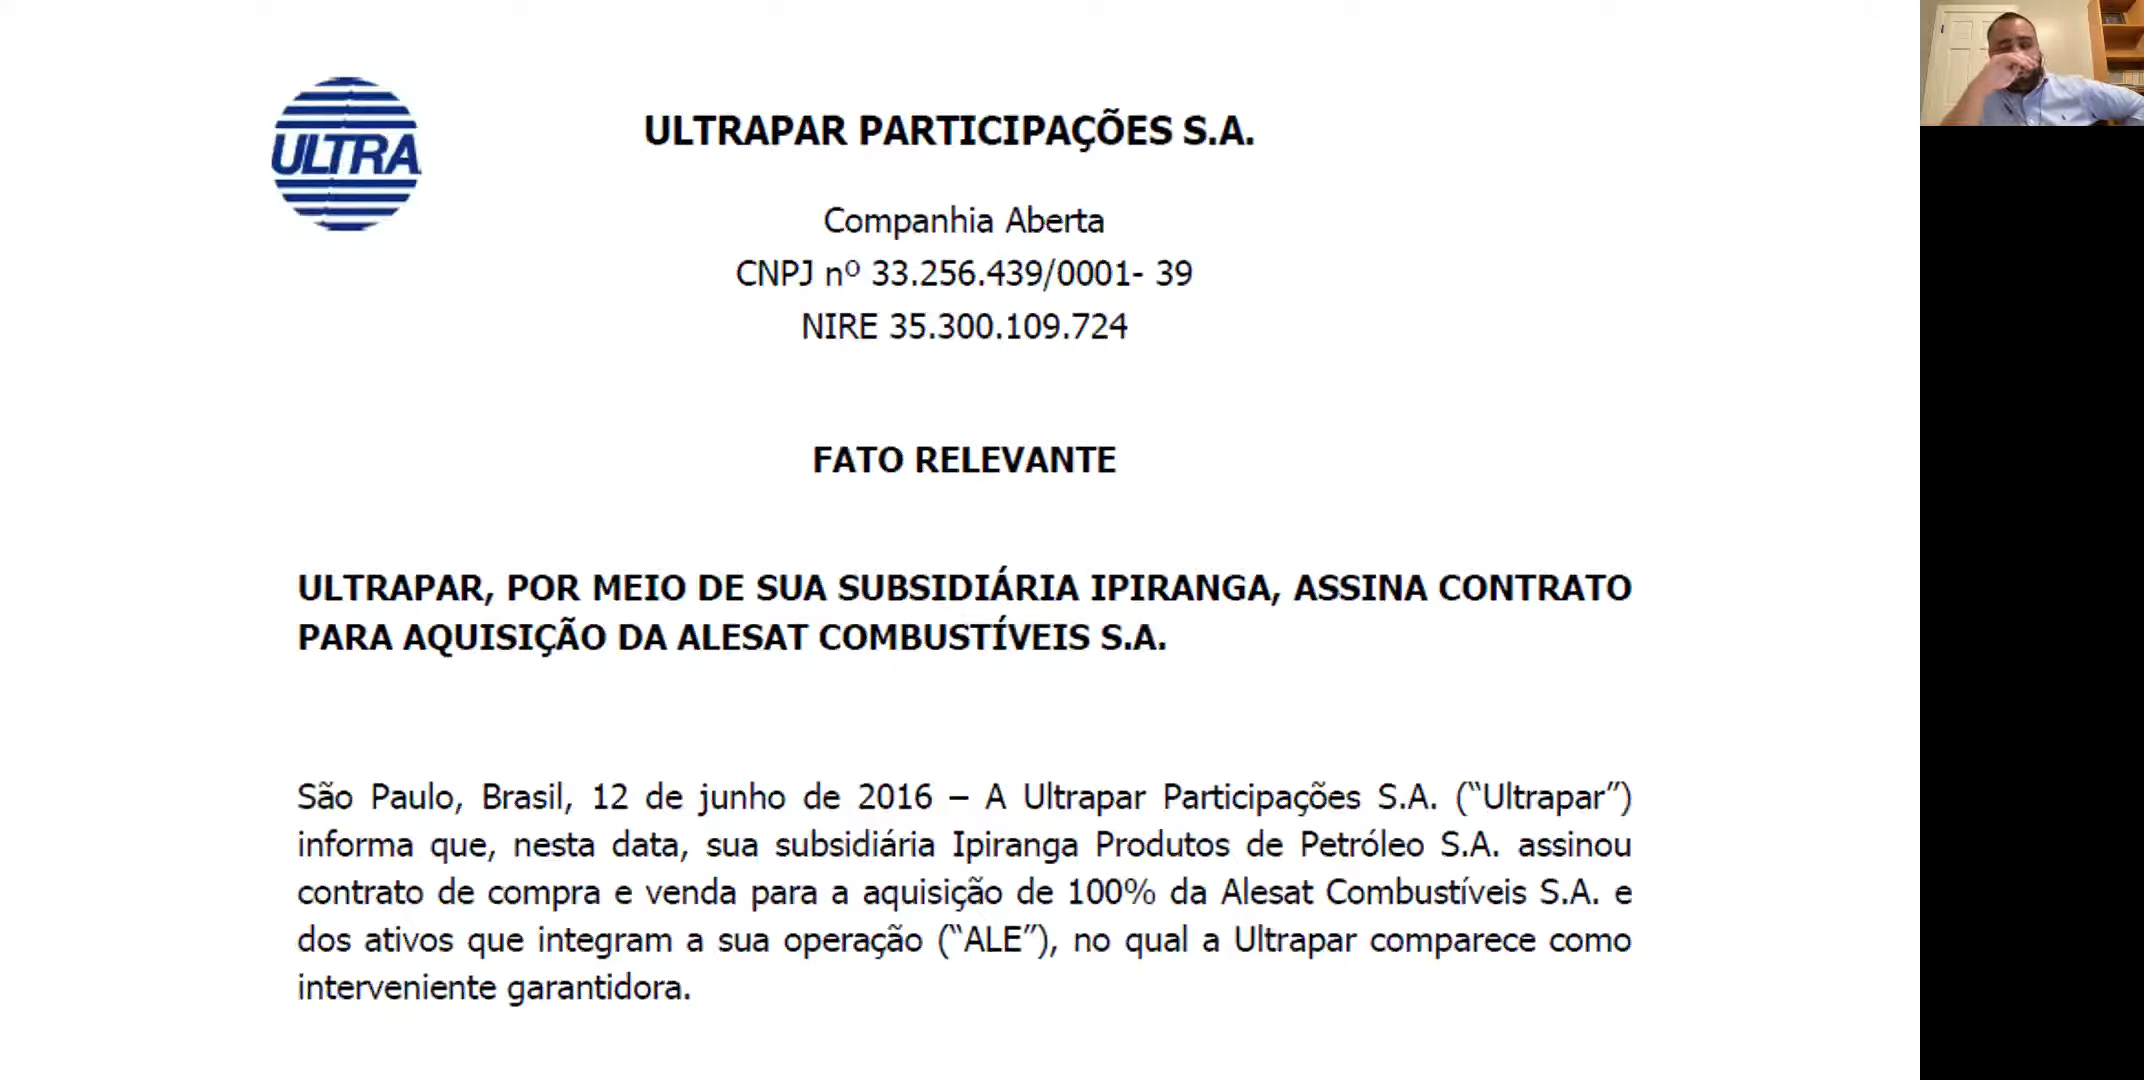 ULTRA
ULTRAPAR PARTICIPAÇÕES S.A.
Companhia Aberta
CNPJ nº 33.256.439/0001- 39
NIRE 35.300.109.724
FATO RELEVANTE
ULTRAPAR, POR MEIO DE SUA SUBSIDIÁRIA IPIRANGA, ASSINA CONTRATO
PARA AQUISIÇÃO DA ALESAT COMBUSTÍVEIS S.A.
São Paulo, Brasil, 12 de junho de 2016 – A Ultrapar Participações S.A. (“Ultrapar”)
informa que, nesta data, sua subsidiária Ipiranga Produtos de Petróleo S.A. assinou
contrato de compra e venda para a aquisição de 100% da Alesat Combustíveis S.A. e
dos ativos que integram a sua operação (“ALE”), no qual a Ultrapar comparece como
interveniente garantidora.